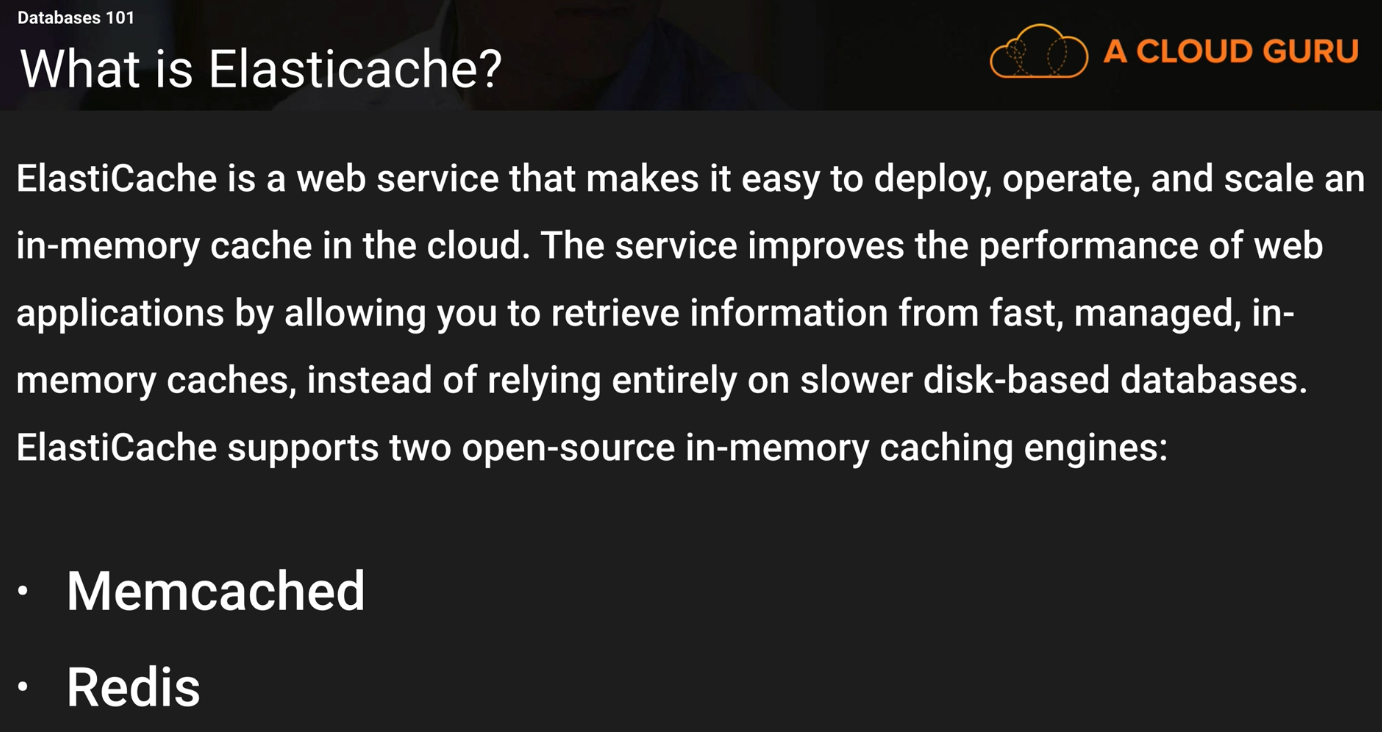 Databases 101
What is Elasticache?
A CLOUD GURU
ElastiCache is a web service that makes it easy to deploy, operate, and scale an
in-memory cache in the cloud. The service improves the performance of web
applications by allowing you to retrieve information from fast, managed, in-
memory caches, instead of relying entirely on slower disk-based databases.
ElastiCache supports two open-source in-memory caching engines:
• Memcached
• Redis